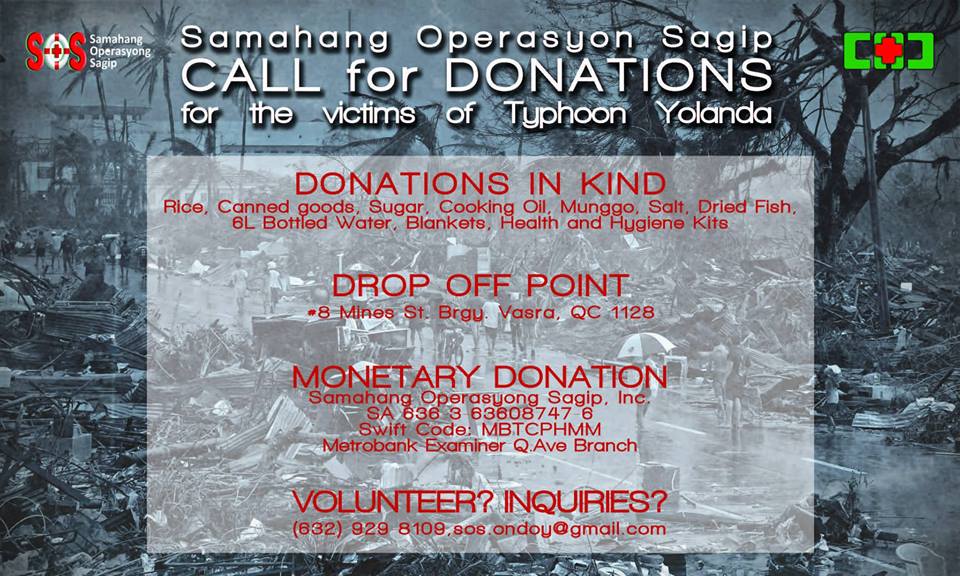 SOS Samahang
Operasyong
Sagip
Samahang Operasyon Sagip
CALL for DONATIONS
for the victims of Typhoon Yolanda
DONATIONS IN KIND
Rice, Canned goods, Sugar, Cooking Oil, Munggo, Salt, Dried Fish,
6L Bottled Water, Blankets, Health and Hygiene Kits
DROP OFF POINT
#8 Mines St. Brgy. Vasra, QC 1128
MONETARY DONATION
Samahang Operasyong Sagip, Inc.
SA 636 3 63608747 6
Swift Code: MBTCPHMM
Metrobank Examiner Q.Ave Branch
VOLUNTEER? INQUIRIES?
(632) 929 8109,sos.ondoy@gmail.com